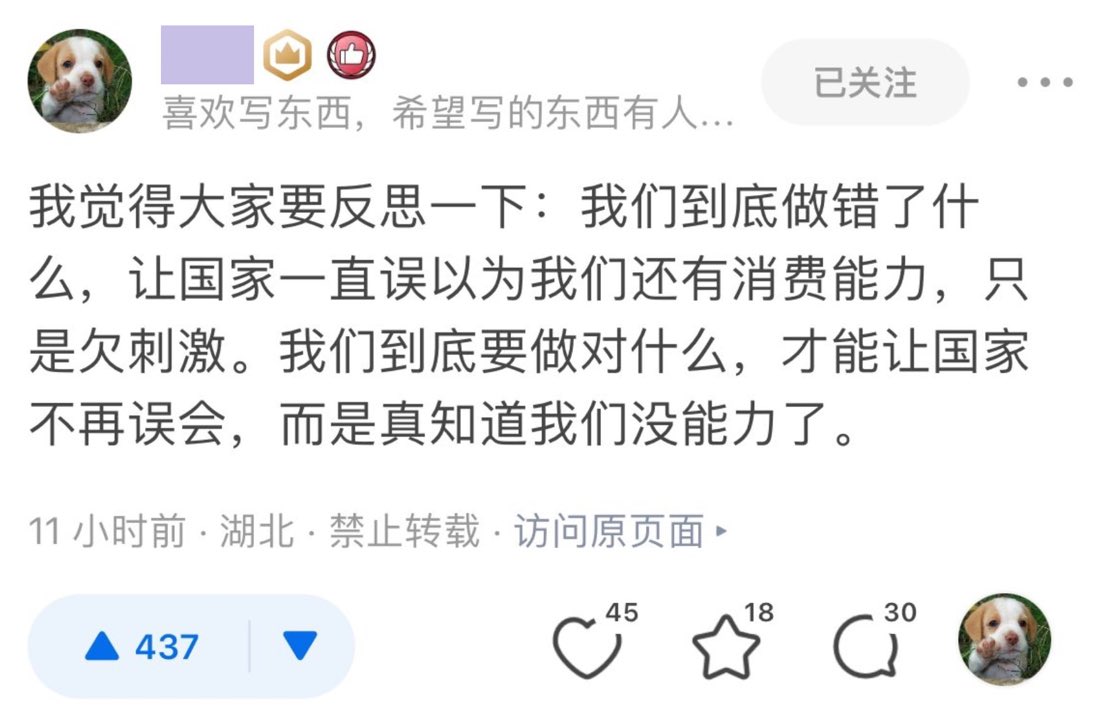 喜欢写东西，希望写的东西有人...
已关注
我觉得大家要反思一下：我们到底做错了什
么，让国家一直误以为我们还有消费能力，只
是欠刺激。我们到底要做对什么，才能让国家
不再误会，而是真知道我们没能力了。
11 小时前 · 湖北 · 禁止转载 · 访问原页面
437
45
18
30